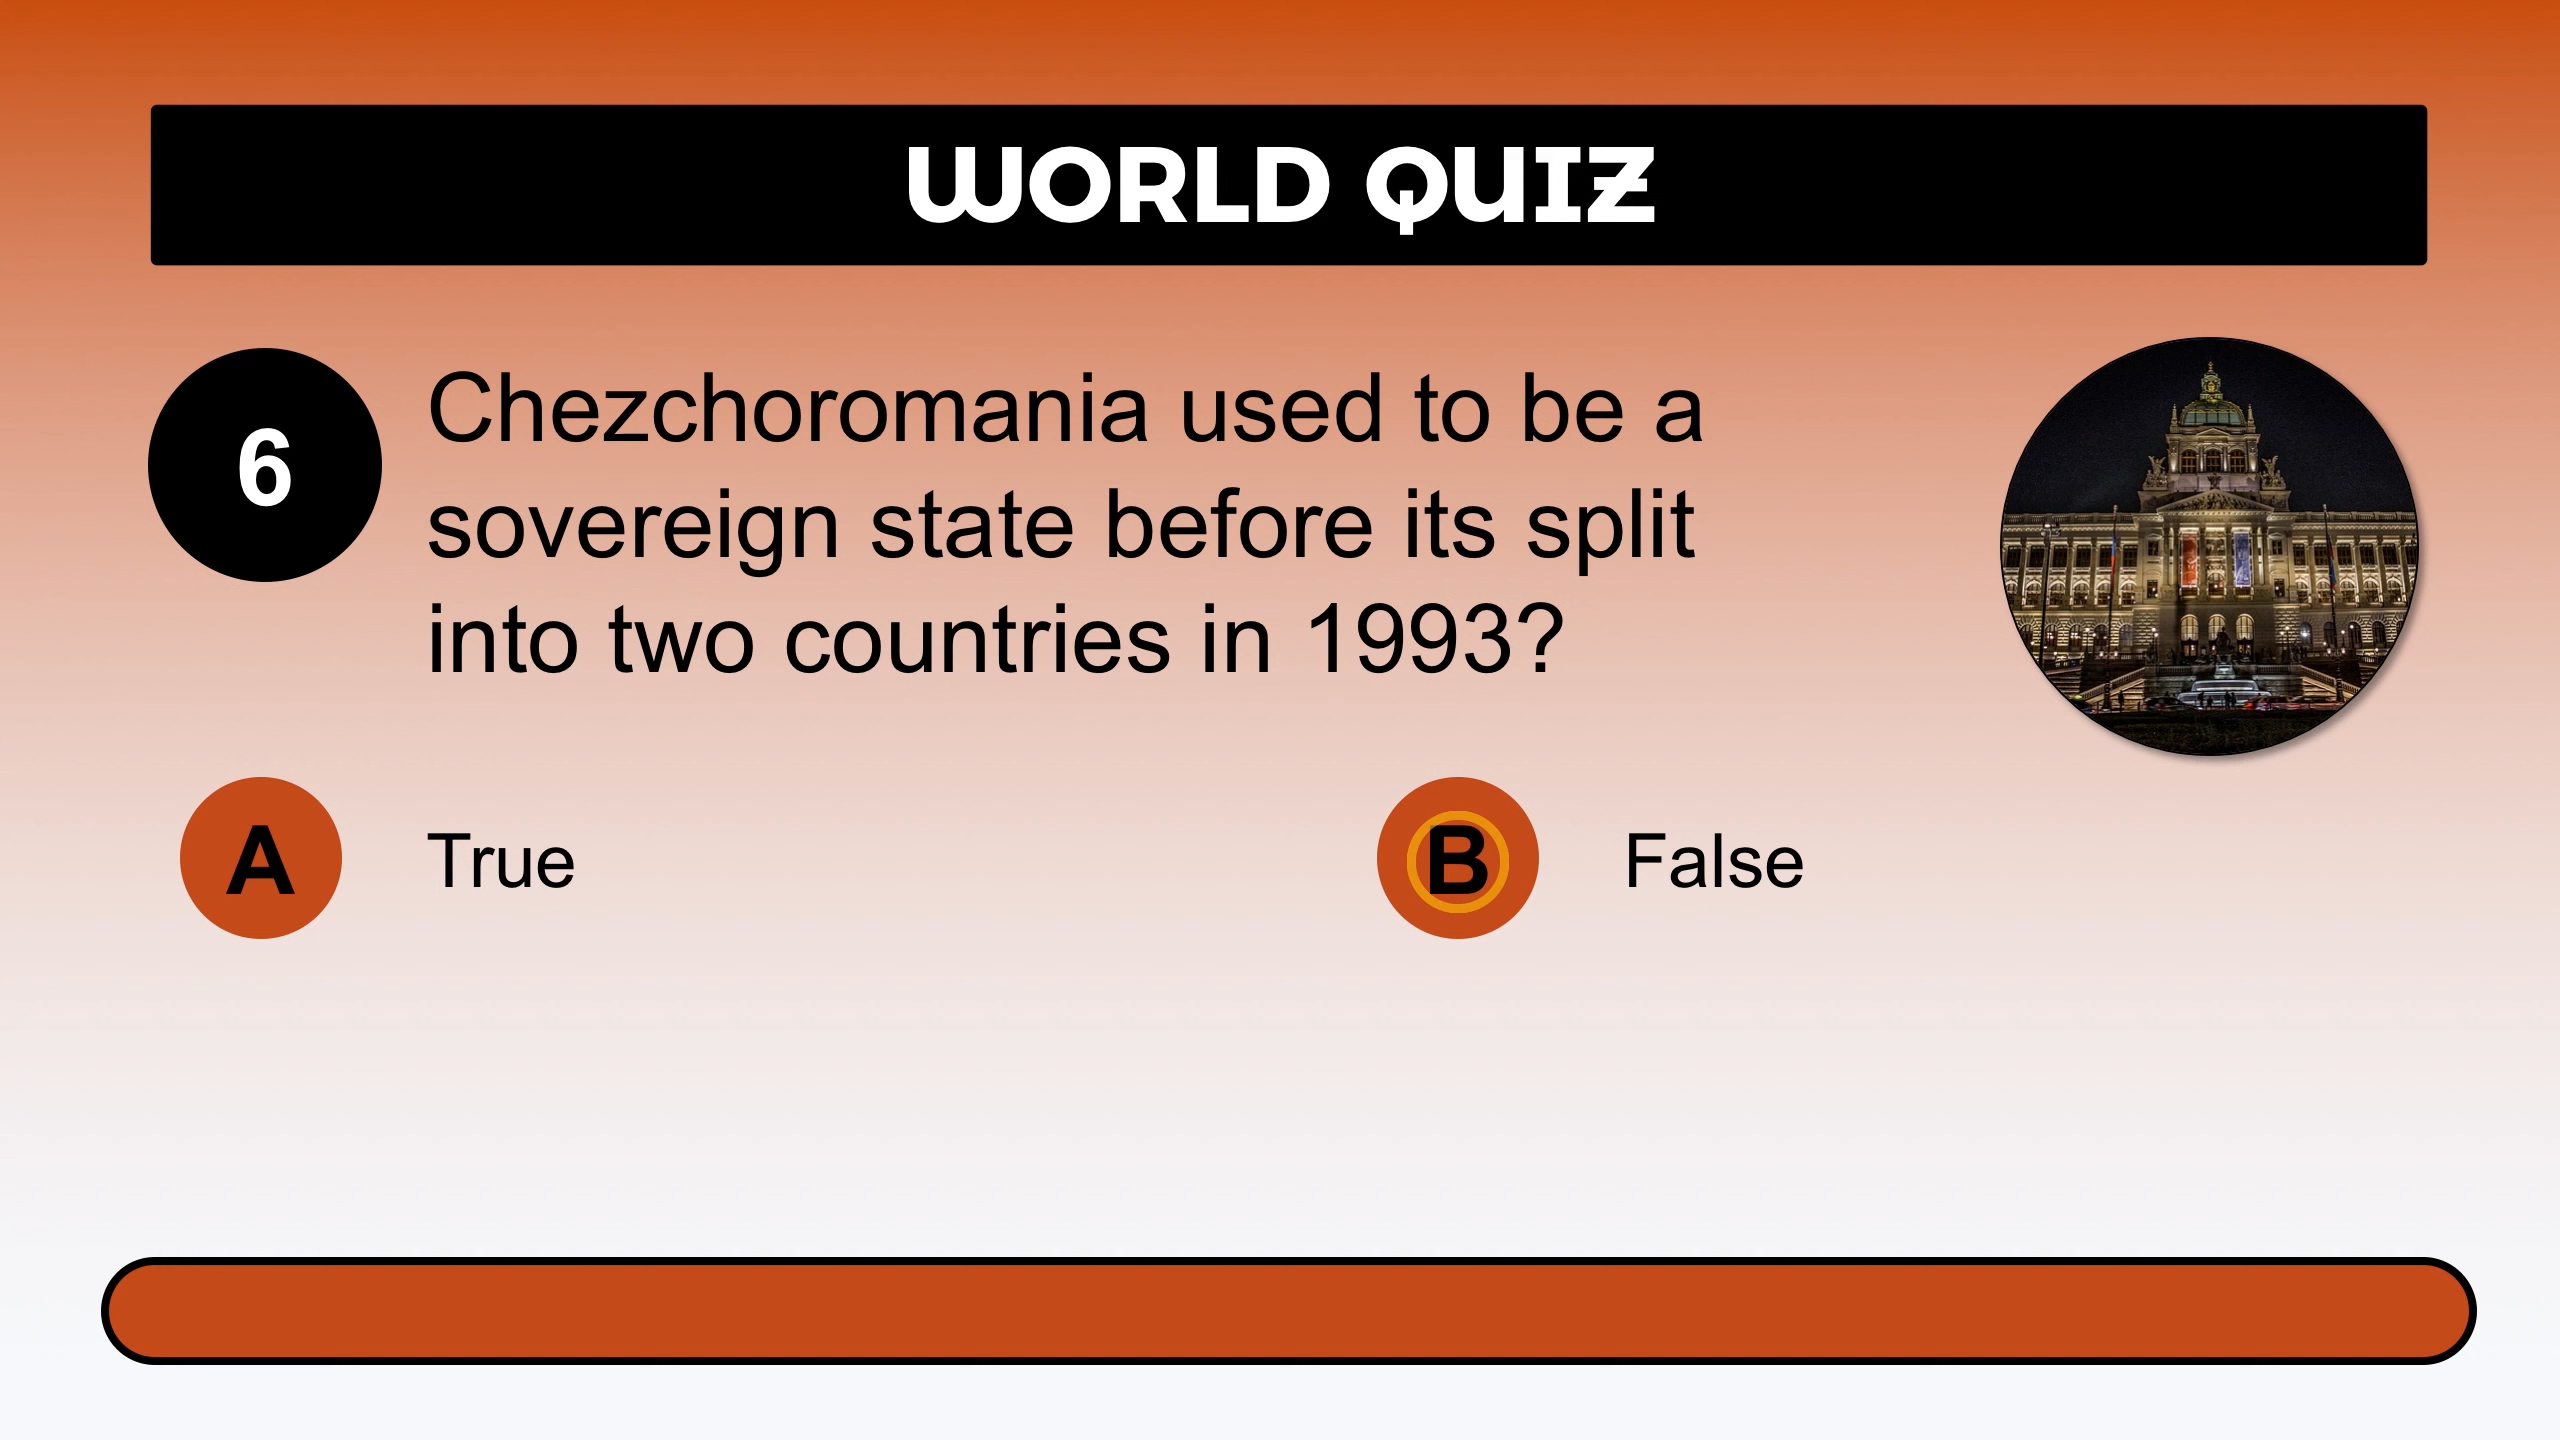 WORLD QUIZ
6
Chezchoromania used to be a
sovereign state before its split
into two countries in 1993?
A True
B False